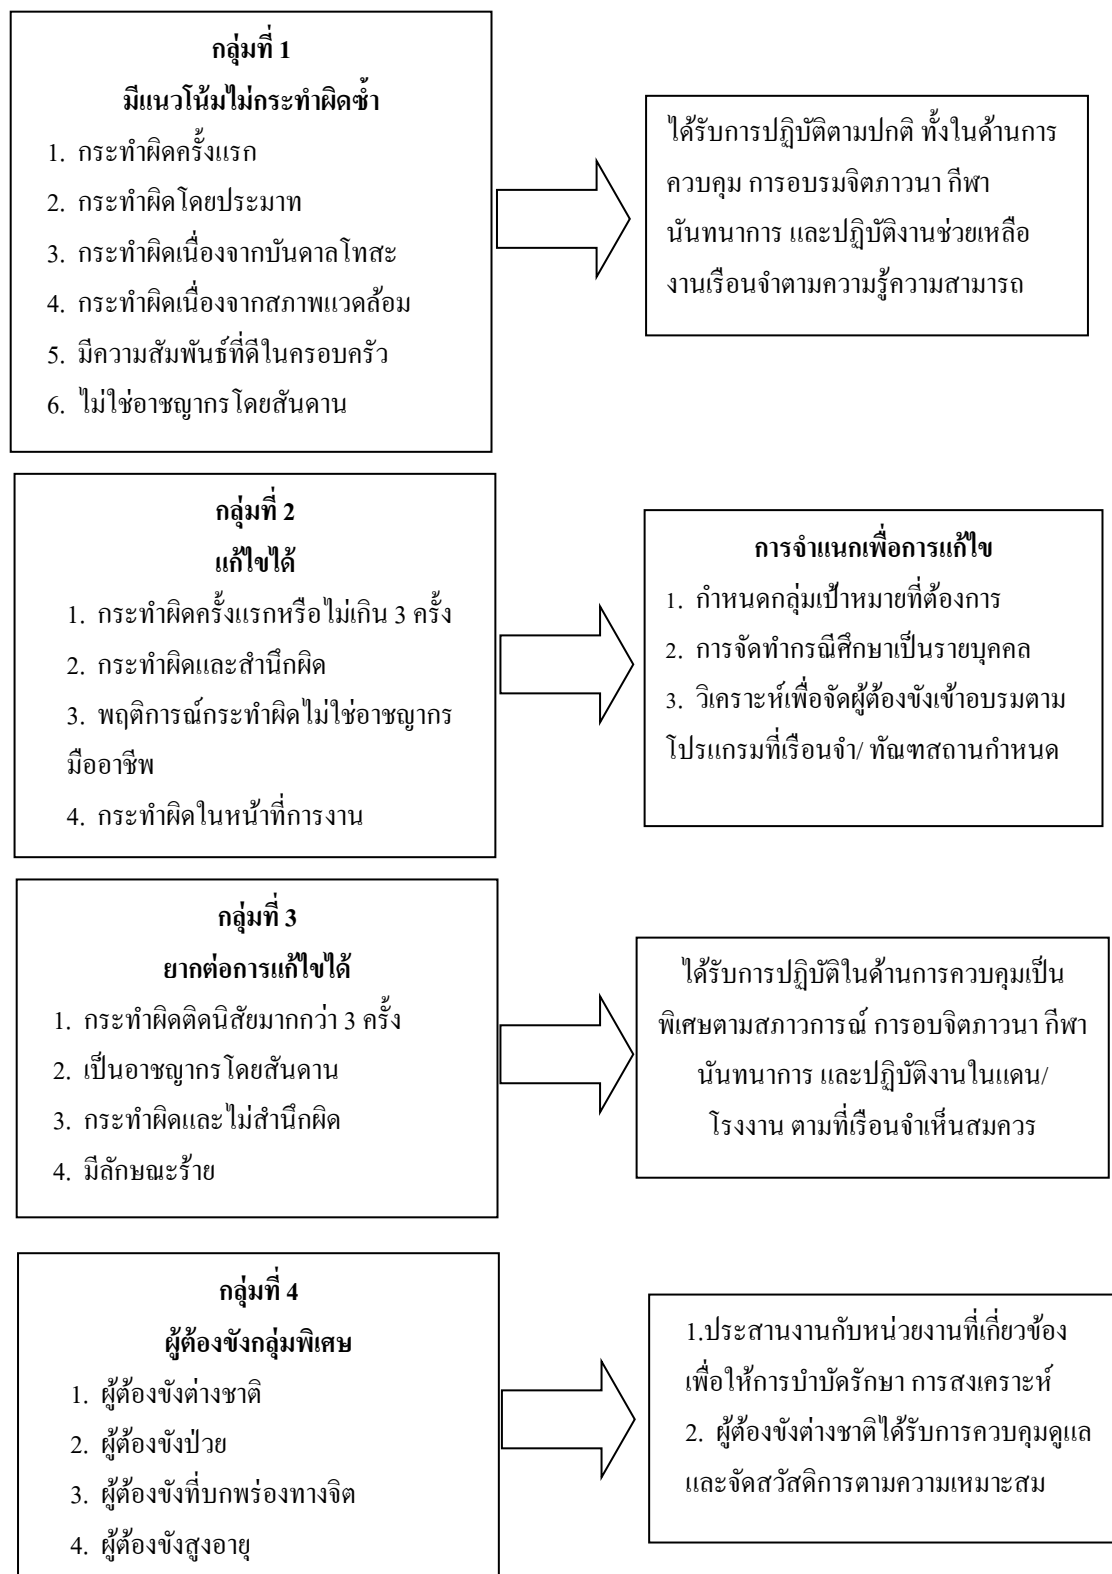 กลุ่มที่ 1
มีแนวโน้มไม่กระทำผิดซ้ำ
1. กระทำผิดครั้งแรก
2. กระทำผิดโดยประมาท
3. กระทำผิดเนื่องจากบันดาลโทสะ
4. กระทำผิดเนื่องจากสภาพแวดล้อม
5. มีความสัมพันธ์ที่ดีในครอบครัว
6. ไม่ใช่อาชญากรโดยสันดาน
ได้รับการปฏิบัติตามปกติ ทั้งในด้านการ
ควบคุม การอบรมจิตภาวนา กีฬา
นันทนาการ และปฏิบัติงานช่วยเหลือ
งานเรือนจำตามความรู้ความสามารถ
กลุ่มที่ 2
แก้ไขได้
1. กระทำผิดครั้งแรกหรือไม่เกิน 3 ครั้ง
2. กระทำผิดและสำนึกผิด
3. พฤติการณ์กระทำผิดไม่ใช่อาชญากร
มืออาชีพ
4. กระทำผิดในหน้าที่การงาน
การจำแนกเพื่อการแก้ไข
1. กำหนดกลุ่มเป้าหมายที่ต้องการ
2. การจัดทำกรณีศึกษาเป็นรายบุคคล
3. วิเคราะห์เพื่อจัดผู้ต้องขังเข้าอบรมตาม
โปรแกรมที่เรือนจำ/ ทัณฑสถานกำหนด
กลุ่มที่ 3
ยากต่อการแก้ไขได้
1. กระทำผิดติดนิสัยมากกว่า 3 ครั้ง
2. เป็นอาชญากรโดยสันดาน
3. กระทำผิดและไม่สำนึกผิด
4. มีลักษณะร้าย
ได้รับการปฏิบัติในด้านการควบคุมเป็น
พิเศษตามสภาวการณ์ การอบจิตภาวนา กีฬา
นันทนาการ และปฏิบัติงานในแดน/
โรงงาน ตามที่เรือนจำเห็นสมควร
กลุ่มที่ 4
ผู้ต้องขังกลุ่มพิเศษ
1. ผู้ต้องขังต่างชาติ
2. ผู้ต้องขังป่วย
3. ผู้ต้องขังที่บกพร่องทางจิต
4. ผู้ต้องขังสูงอายุ
1.ประสานงานกับหน่วยงานที่เกี่ยวข้อง
เพื่อให้การบำบัดรักษา การสงเคราะห์
2. ผู้ต้องขังต่างชาติได้รับการควบคุมดูแล
และจัดสวัสดิการตามความเหมาะสม